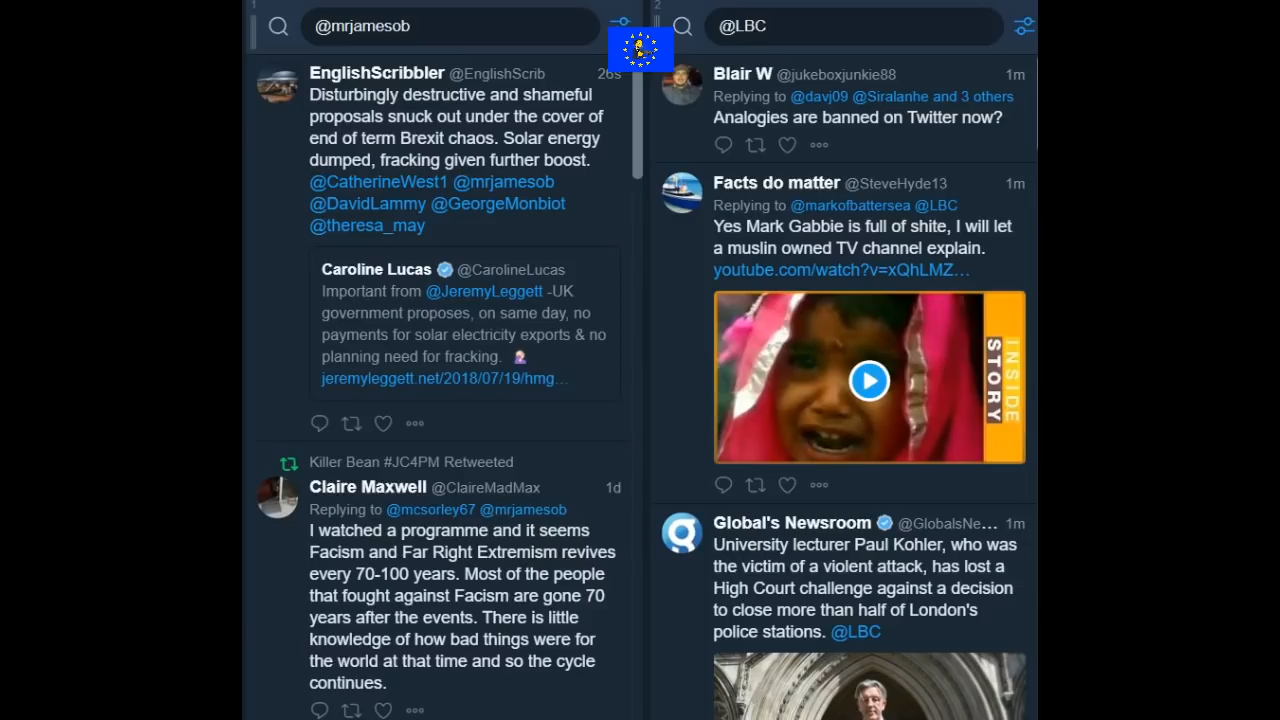 1
@mrjamesob
EnglishScribbler @EnglishScrib 26s
Disturbingly destructive and shameful
proposals snuck out under the cover of
end of term Brexit chaos. Solar energy
dumped, fracking given further boost.
@CatherineWest1 @mrjamesob
@DavidLammy @GeorgeMonbiot
@theresa_may
Caroline Lucas @CarolineLucas
Important from @JeremyLeggett -UK
government proposes, on same day, no
payments for solar electricity exports & no
planning need for fracking.
jeremyleggett.net/2018/07/19/hmg…
Killer Bean #JC4PM Retweeted
Claire Maxwell @ClaireMadMax 1d
Replying to @mcsorley67 @mrjamesob
I watched a programme and it seems
Facism and Far Right Extremism revives
every 70-100 years. Most of the people
that fought against Facism are gone 70
years after the events. There is little
knowledge of how bad things were for
the world at that time and so the cycle
continues.
2
@LBC
Blair W @jukeboxjunkie88 1m
Replying to @davj09 @Siralanhe and 3 others
Analogies are banned on Twitter now?
Facts do matter @SteveHyde13 1m
Replying to @markofbattersea @LBC
Yes Mark Gabbie is full of shite, I will let
a muslin owned TV channel explain.
youtube.com/watch?v=xQhLMZ…
INSIDE
STORY
Global's Newsroom @GlobalsNe… 1m
University lecturer Paul Kohler, who was
the victim of a violent attack, has lost a
High Court challenge against a decision
to close more than half of London's
police stations. @LBC